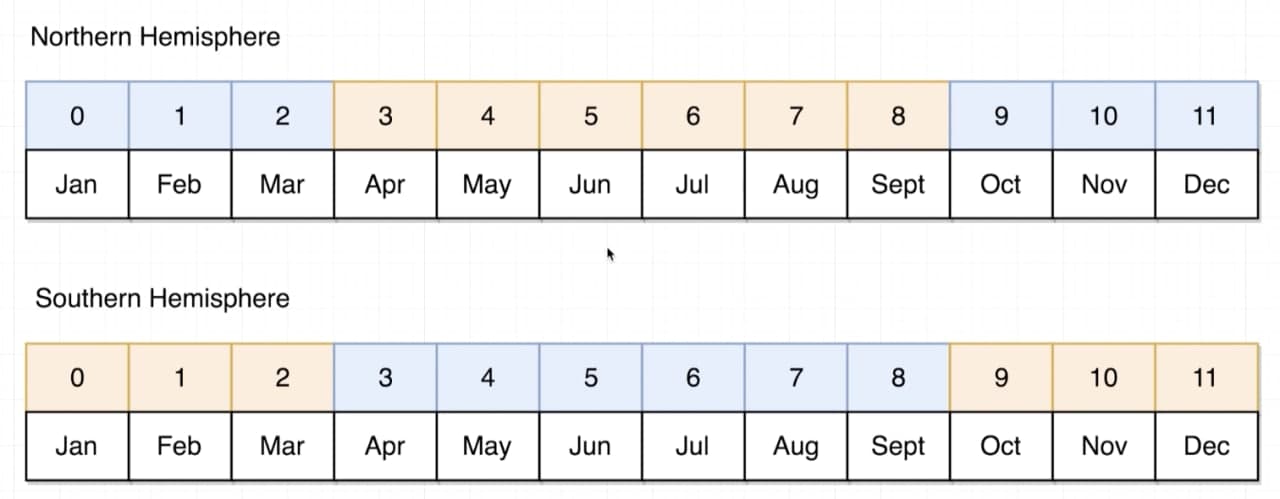 Northern Hemisphere
0 1 2 3 4 5 6 7 8 9 10 11
Jan Feb Mar Apr May Jun Jul Aug Sept Oct Nov Dec
Southern Hemisphere
0 1 2 3 4 5 6 7 8 9 10 11
Jan Feb Mar Apr May Jun Jul Aug Sept Oct Nov Dec